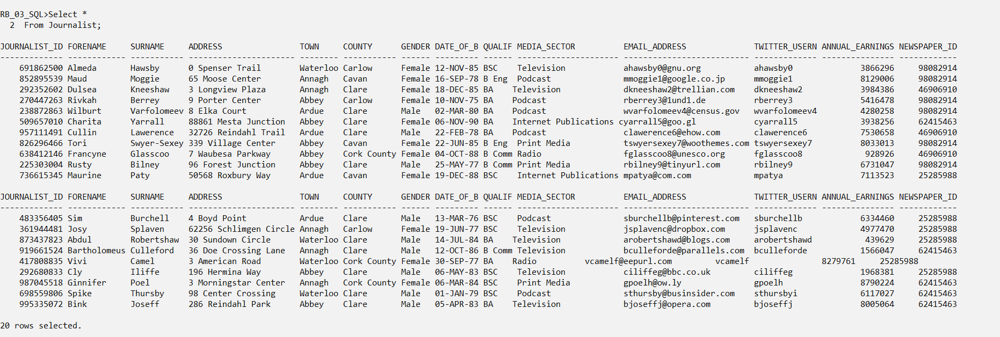 RB_03_SQL>Select *
  2  From Journalist;
JOURNALIST_ID FORENAME     SURNAME     ADDRESS                TOWN     COUNTY      GENDER DATE_OF_B QUALIF MEDIA_SECTOR          EMAIL_ADDRESS              TWITTER_USERN ANNUAL_EARNINGS NEWSPAPER_ID
------------- ------------ ----------- ---------------------- -------- ----------- ------ --------- ------ --------------------- -------------------------- ------------- --------------- ------------
    691862500 Almeda       Hawsby      0 Spenser Trail        Waterloo Carlow      Female 12-NOV-85 BSC    Television            ahawsby0@gnu.org           ahawsby0              3866296     98082914
    852895539 Maud         Moggie      65 Moose Center        Annagh   Cavan       Female 16-SEP-78 B Eng  Podcast               mmoggie1@google.co.jp      mmoggie1              8129006     98082914
    292352602 Dulsea       Kneeshaw    3 Longview Plaza       Annagh   Clare       Female 18-DEC-85 BA    Television            dkneeshaw2@trellian.com    dkneeshaw2            3984386     46906910
    270447263 Rivkah       Berrey      9 Porter Center        Abbey    Carlow      Female 10-NOV-75 BA    Podcast               rberrey3@1und1.de          rberrey3              5416478     98082914
    238872863 Wilburt      Varfolomeev 8 Elka Court           Ardue    Clare       Male   02-MAR-80 BA    Podcast               wvarfolomeev4@census.gov   wvarfolomeev4         4280258     98082914
    509657010 Charita      Yarrall     88861 Mesta Junction   Abbey    Clare       Female 06-NOV-90 BA    Internet Publications cyarrall5@goo.gl            cyarrall5             3938256     62415463
    957111491 Cullin       Lawerence   32726 Reindahl Trail   Ardue    Clare       Male   22-FEB-78 BA    Podcast               clawerence6@ehow.com       clawerence6           7530658     46906910
    826296466 Tori         Swyer-Sexey 339 Village Center     Abbey    Cavan       Female 22-JUN-85 B Eng  Print Media           tswyersexey7@woothemes.com tswyersexey7          8033013     98082914
    638412146 Francyne     Glasscoo    7 Waubesa Parkway      Abbey    Cork County Female 04-OCT-88 B Comm Radio                 fglasscoo8@unesco.org      fglasscoo8             928926     46906910
    225303004 Rusty        Bilney      96 Forest Junction     Abbey    Clare       Male   25-MAY-77 B Comm Print Media           rbilney9@tinyurl.com       rbilney9              6731047     98082914
    736615345 Maurine      Paty        50568 Roxbury Way      Ardue    Cavan       Female 19-DEC-88 BSC    Internet Publications mpatya@com.com             mpatya                7113523     25285988
JOURNALIST_ID FORENAME     SURNAME     ADDRESS                TOWN     COUNTY      GENDER DATE_OF_B QUALIF MEDIA_SECTOR          EMAIL_ADDRESS              TWITTER_USERN ANNUAL_EARNINGS NEWSPAPER_ID
------------- ------------ ----------- ---------------------- -------- ----------- ------ --------- ------ --------------------- -------------------------- ------------- --------------- ------------
    483356405 Sim          Burchell    4 Boyd Point           Ardue    Clare       Male   13-MAR-76 BSC    Podcast               sburchellb@pinterest.com   sburchellb            6334460     25285988
    361944481 Josy         Splaven     62256 Schlimgen Circle Annagh   Carlow      Female 19-JUN-77 BSC    Television            jsplavenc@dropbox.com      jsplavenc             4977470     25285988
    873437823 Abdul        Robertshaw  30 Sundown Circle      Waterloo Clare       Male   14-JUL-84 BA    Television            arobertshawd@blogs.com     arobertshawd           439629     25285988
    919661524 Bartholomeus Culleford   36 Doe Crossing Lane   Annagh   Clare       Male   12-OCT-86 B Comm Television            bculleforde@parallels.com  bculleforde           1566047     62415463
    417808835 Vivi         Camel       3 American Road        Waterloo Cork County Female 30-SEP-77 BA    Radio          vcamelf@eepurl.com         vcamelf               8279761     25285988
    292680833 Cly          Iliffe      196 Hermina Way        Abbey    Clare       Male   06-MAY-83 BSC    Television            ciliffeg@bbc.co.uk         ciliffeg              1968381     25285988
    987045518 Ginnifer     Poel        3 Morningstar Center   Annagh   Cork County Female 06-MAR-84 BSC    Print Media           gpoelh@ow.ly               gpoelh                8790224     62415463
    698559806 Spike        Thursby     98 Center Crossing     Waterloo Clare       Male   01-JAN-79 BSC    Podcast               sthursby@businsider.com    sthursbyi             6117027     62415463
    995335072 Bink         Joseff      286 Reindahl Park      Abbey    Clare       Male   05-APR-83 BA    Television            bjoseffj@opera.com         bjoseffj              8005064     62415463
20 rows selected.